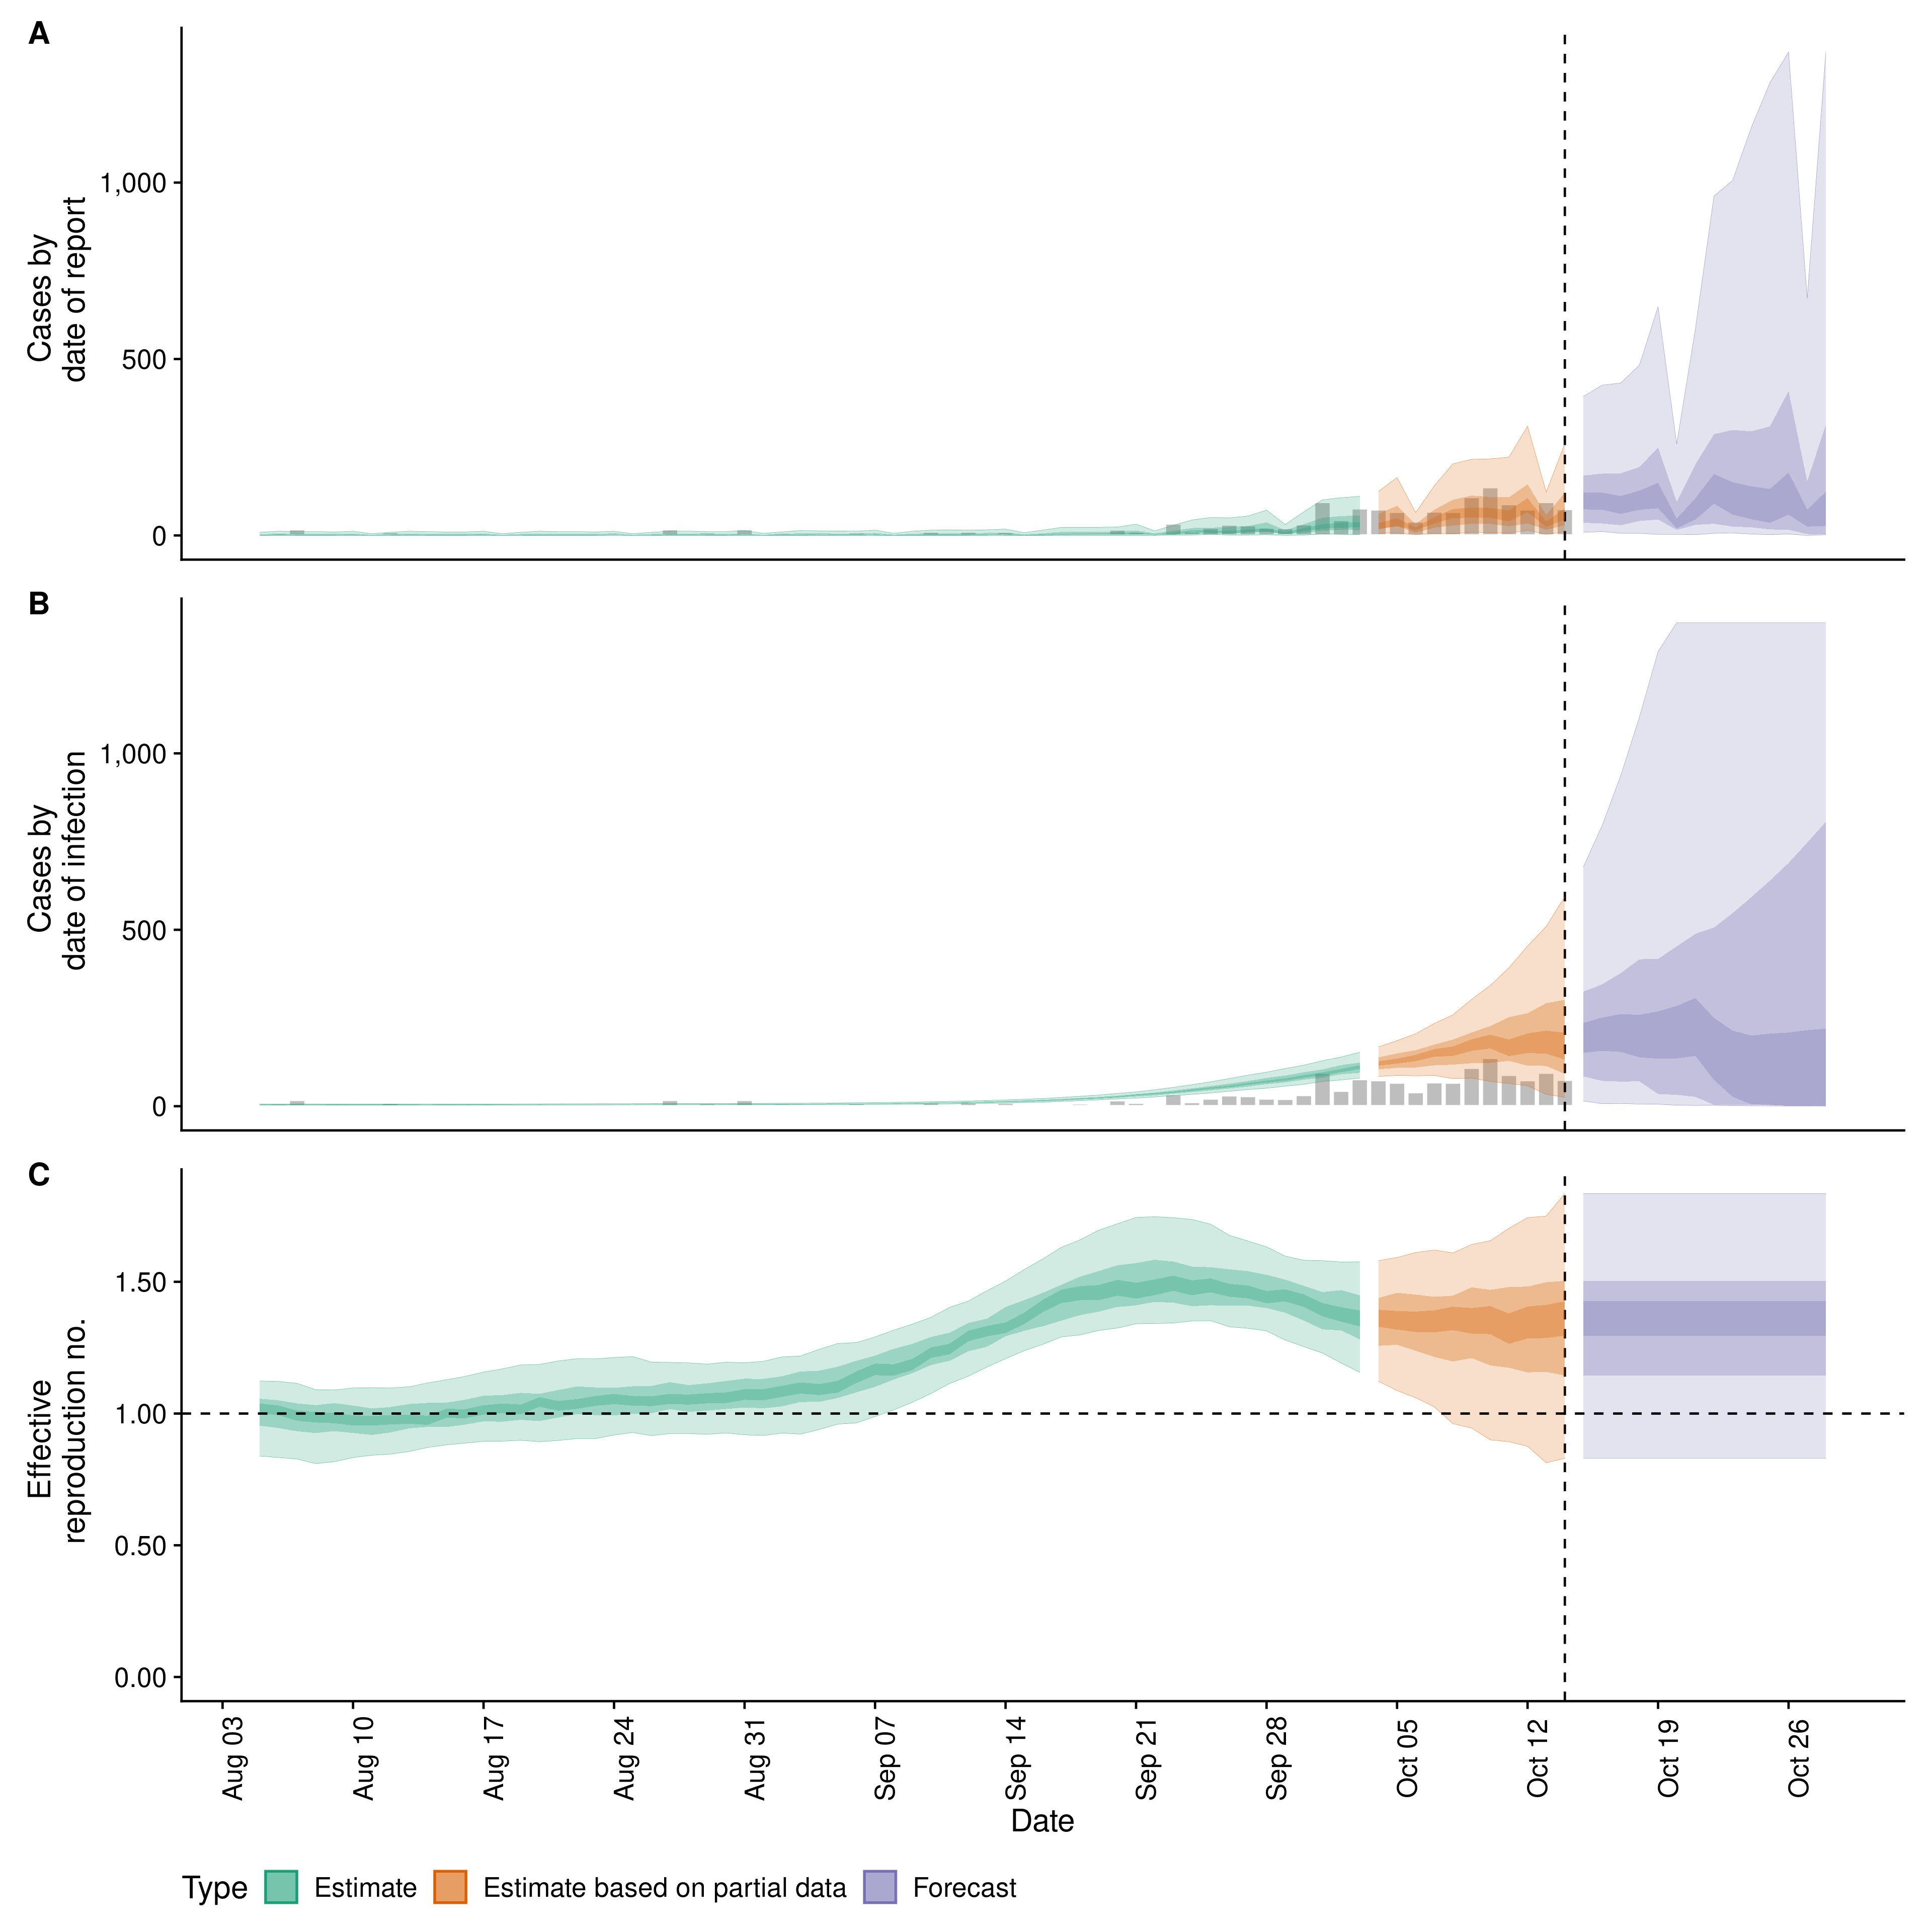 A
Cases by
date of report
1,000
500
0
B
Cases by
date of infection
1,000
500
0
C
Effective
reproduction no.
1.50
1.00
0.50
0.00
Aug 03
Aug 10
Aug 17
Aug 24
Aug 31
Sep 07
Sep 14
Sep 21
Sep 28
Oct 05
Oct 12
Oct 19
Oct 26
Date
Type Estimate Estimate based on partial data Forecast